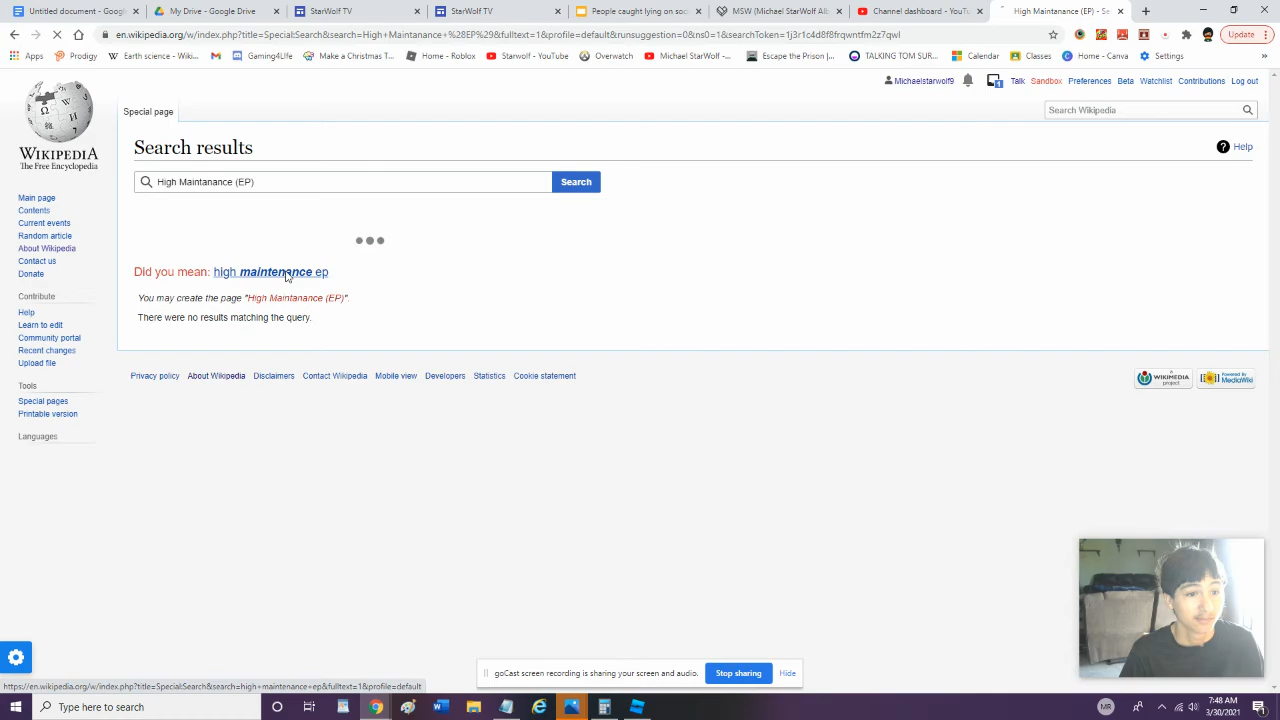 Untitled document - Google
My Drive - Google Drive
StarWolf TV
StarWolf TV
People caught lying on soc
MSW (Michael StarWolf All
Channel dashboard - YouTu
High Maintanance (EP) - Se
en.wikipedia.org/w/index.php?title=Special:Search&search=High+Maintanance+%28EP%29&fulltext=1&profile=default&runsuggestion=0&ns0=1&searchToken=1j3r1c4d8f8frqwntfm2z7qwl
Update
Apps
Prodigy
Earth science - Wiki...
Gaming4Life
Make a Christmas T...
Home - Roblox
Starwolf - YouTube
Overwatch
Michael Starwolf - ...
Escape the Prison |...
TALKING TOM SUR...
Calendar
Classes
Home - Canva
Settings
»
Michaelstarwolf9
1
Talk
Sandbox
Preferences
Beta
Watchlist
Contributions
Log out
Special page
Search Wikipedia
WIKIPEDIA
The Free Encyclopedia
Search results
Help
High Maintanance (EP)
Search
Main page
Contents
Current events
Random article
About Wikipedia
Contact us
Donate
Did you mean: high maintenance ep
You may create the page "High Maintanance (EP)".
There were no results matching the query.
Contribute
Help
Learn to edit
Community portal
Recent changes
Upload file
Tools
Special pages
Printable version
Languages
Privacy policy
About Wikipedia
Disclaimers
Contact Wikipedia
Mobile view
Developers
Statistics
Cookie statement
A WIKIMEDIA project
Powered By MediaWiki
goCast screen recording is sharing your screen and audio.
Stop sharing
Hide
https://en.wikipedia.org/w/index.php?title=Special:Search&search=high+maintenance+ep&fulltext=1&profile=default
Type here to search
MR
7:48 AM
3/30/2021
1